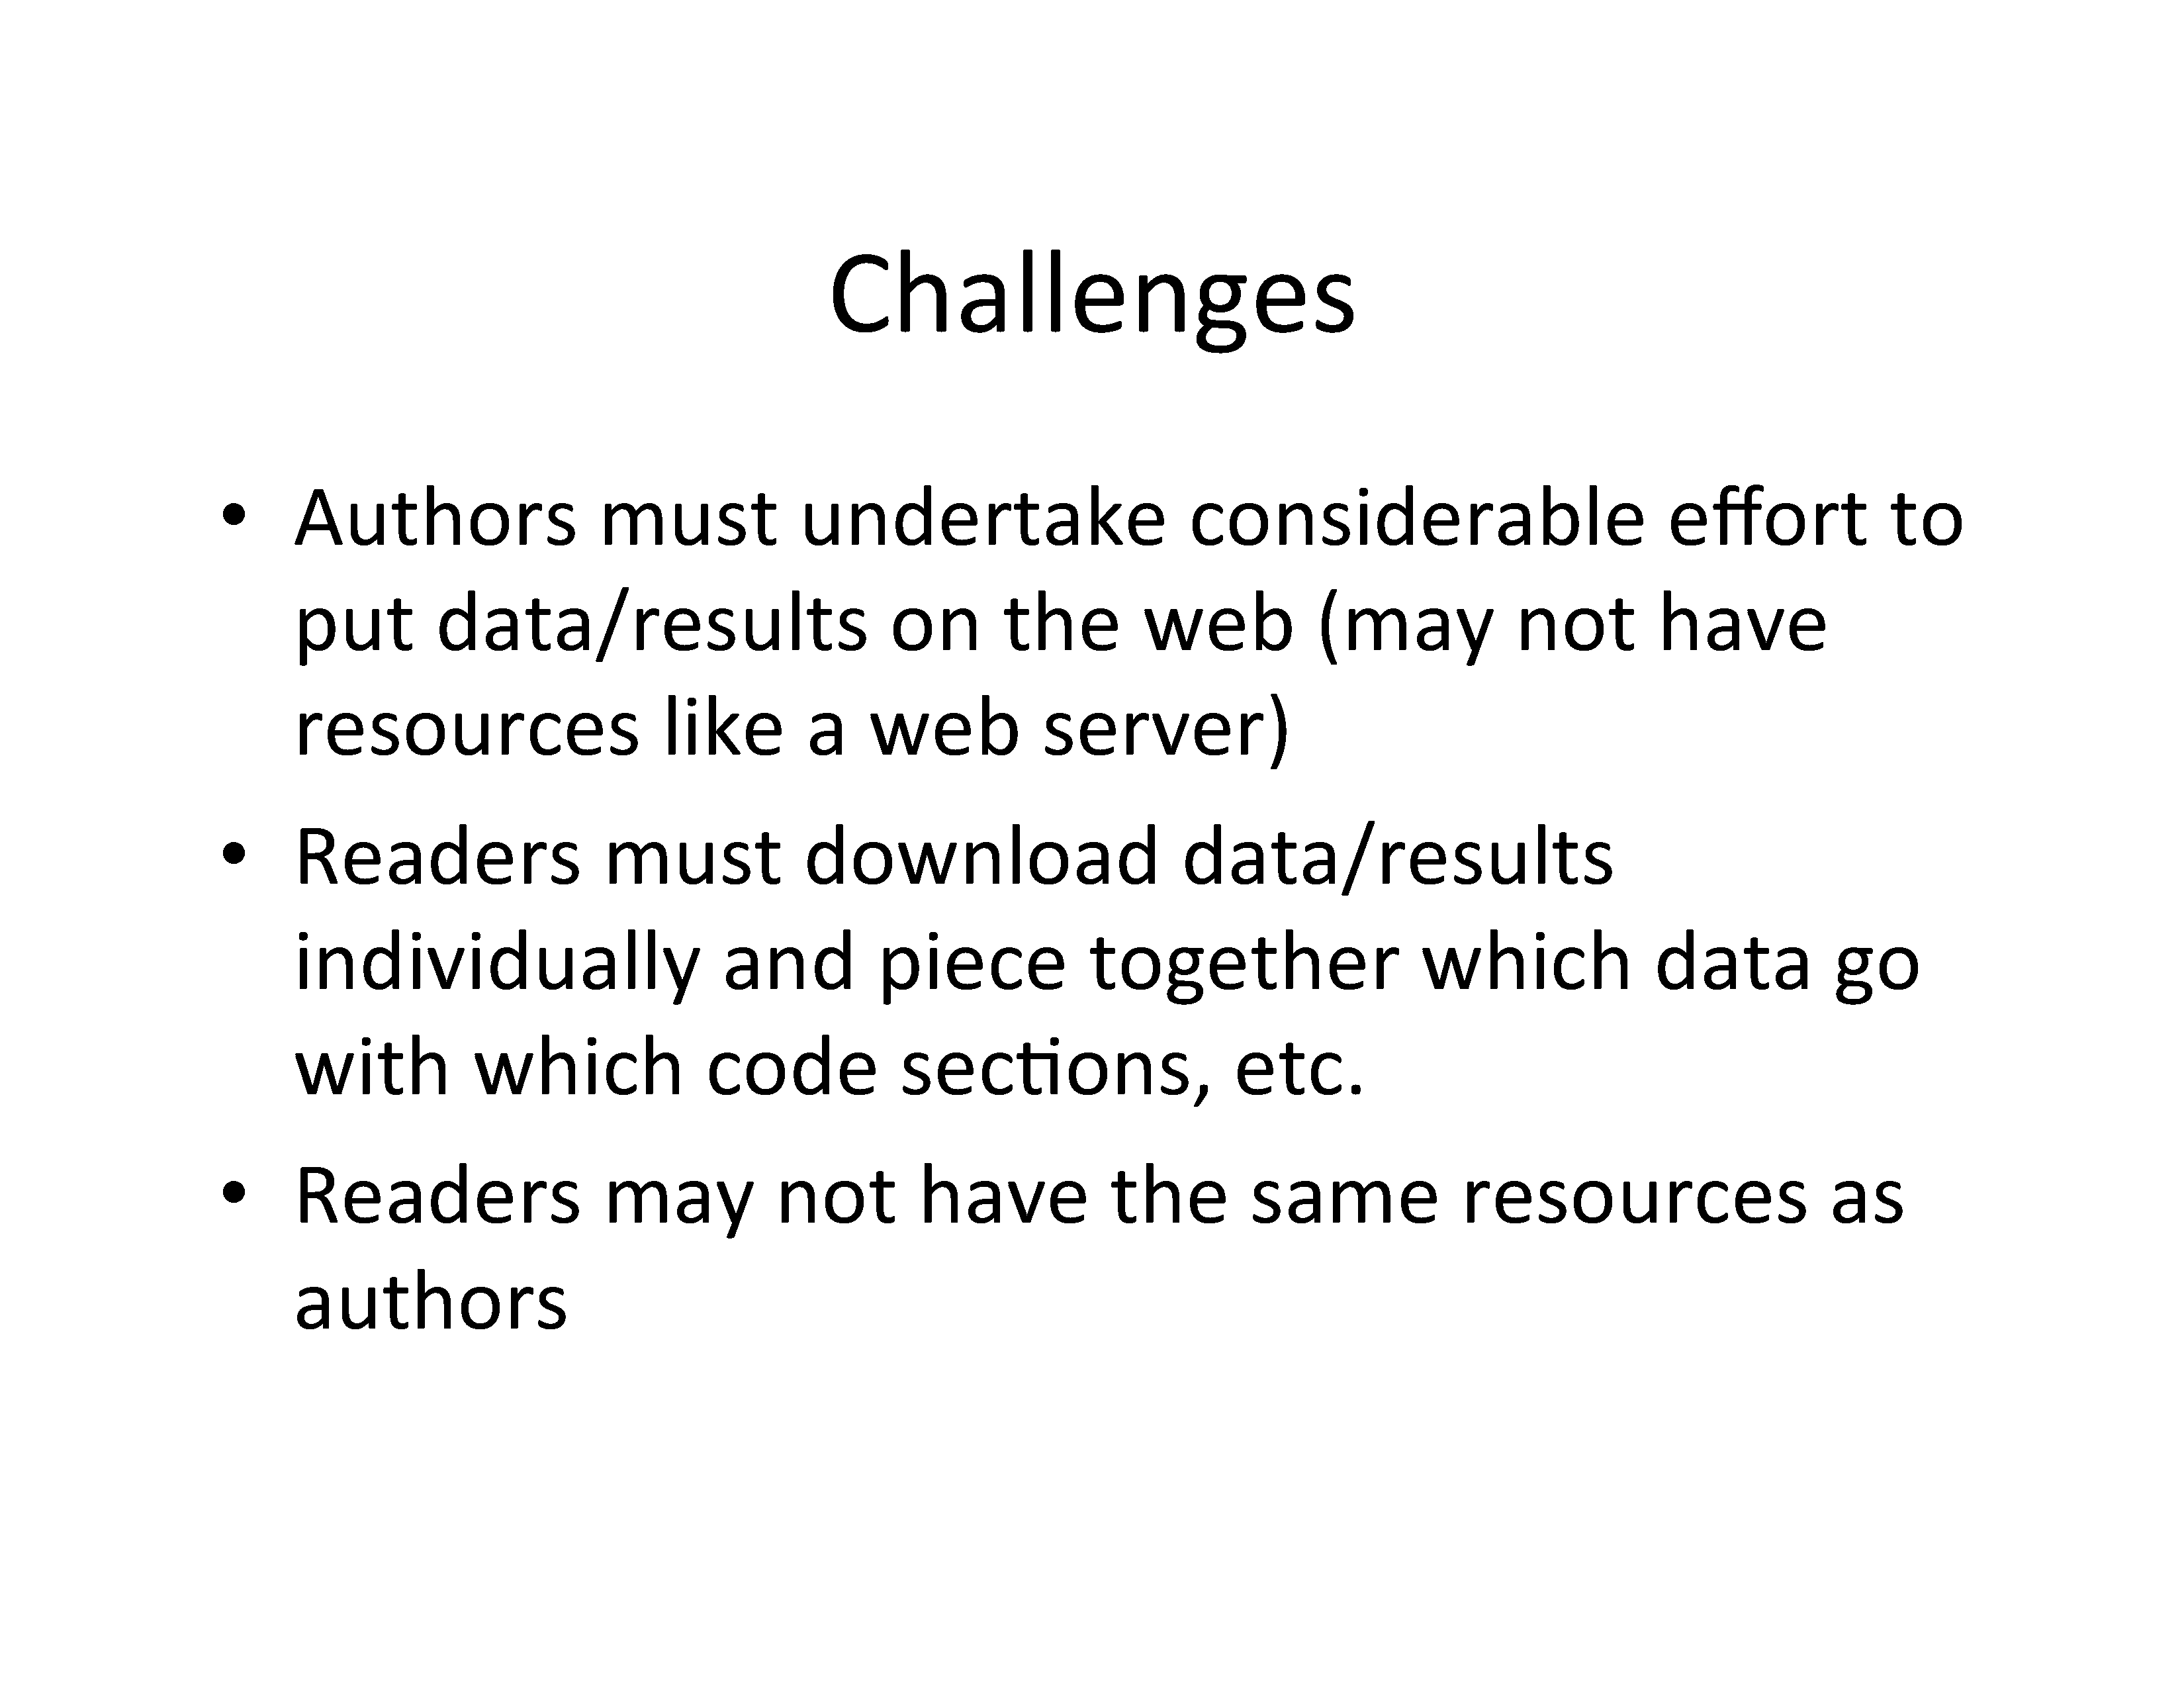 Challenges
• Authors must undertake considerable effort to
put data/results on the web (may not have
resources like a web server)
• Readers must download data/results
individually and piece together which data go
with which code sections, etc.
• Readers may not have the same resources as
authors